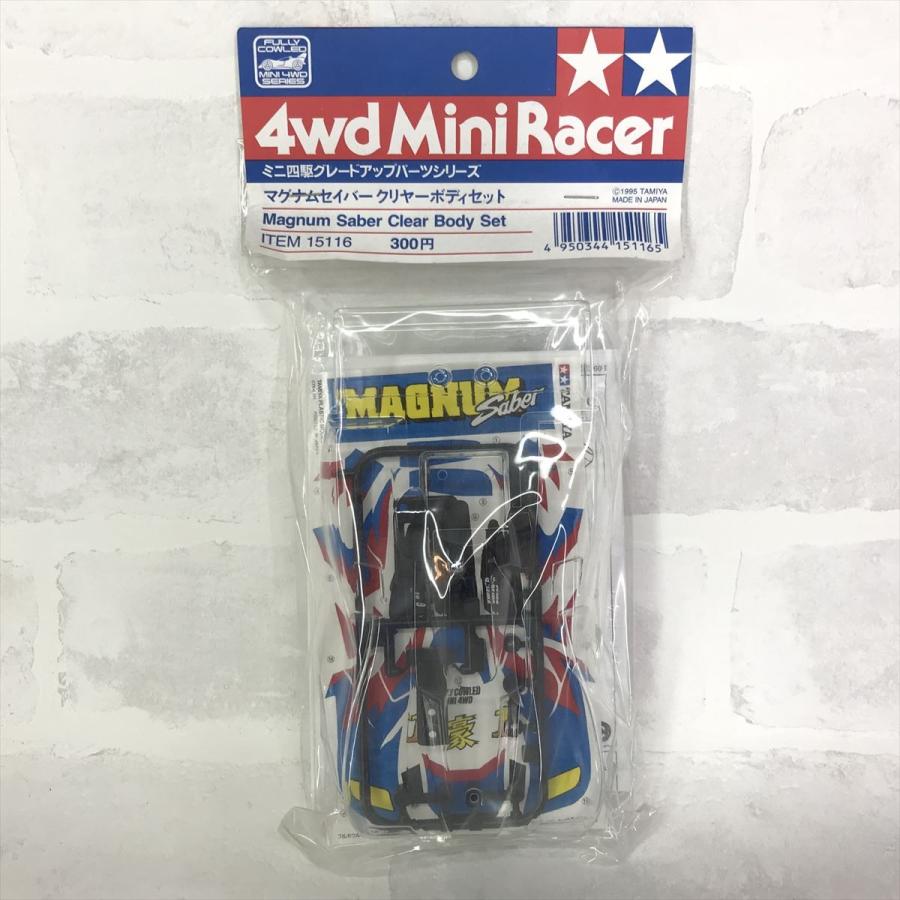 FULLY
COWLED
MINI 4WD
SERIES
4wd Mini Racer
ミニ四駆グレードアップパーツシリーズ
マグナムセイバー クリヤーボディセット
Magnum Saber Clear Body Set
ITEM 15116 300円
©1995 TAMIYA
MADE IN JAPAN
4 950344 151165
MAGNUM
Saber
COWLED
4WD
豪